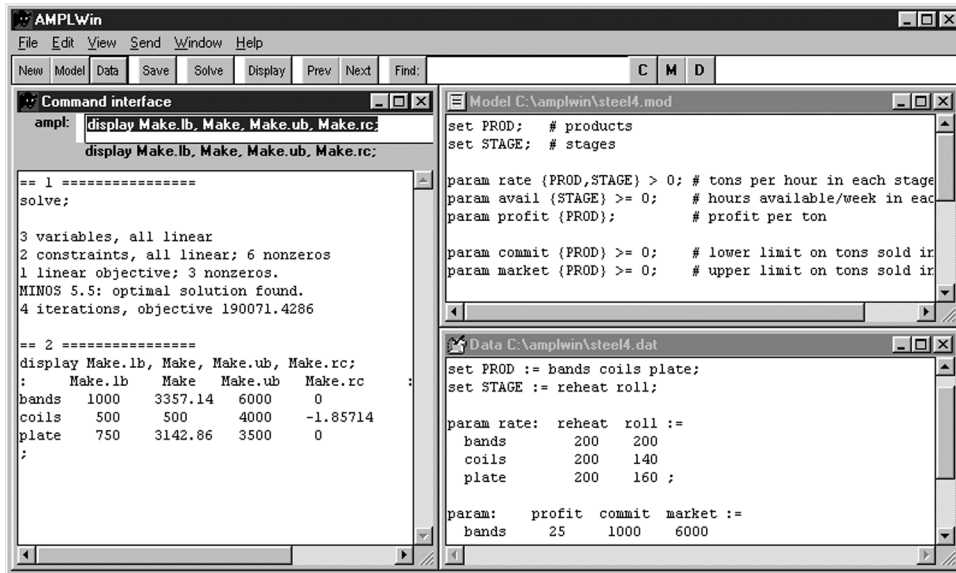 AMPLWin
File Edit View Send Window Help
New Model Data Save Solve Display Prev Next Find: C M D
Command interface
ampl: display Make.lb, Make, Make.ub, Make.rc;
display Make.lb, Make, Make.ub, Make.rc;
== 1 =================
solve;
3 variables, all linear
2 constraints, all linear; 6 nonzeros
1 linear objective; 3 nonzeros.
MINOS 5.5: optimal solution found.
4 iterations, objective 190071.4286
== 2 =================
display Make.lb, Make, Make.ub, Make.rc;
: Make.lb Make Make.ub Make.rc :
bands 1000 3357.14 6000 0
coils 500 500 4000 -1.85714
plate 750 3142.86 3500 0
;
Model C:\amplwin\steel4.mod
set PROD; # products
set STAGE; # stages
param rate {PROD,STAGE} > 0; # tons per hour in each stage
param avail {STAGE} >= 0; # hours available/week in eac
param profit {PROD}; # profit per ton
param commit {PROD} >= 0; # lower limit on tons sold in
param market {PROD} >= 0; # upper limit on tons sold in
Data C:\amplwin\steel4.dat
set PROD := bands coils plate;
set STAGE := reheat roll;
param rate: reheat roll :=
bands 200 200
coils 200 140
plate 200 160 ;
param: profit commit market :=
bands 25 1000 6000